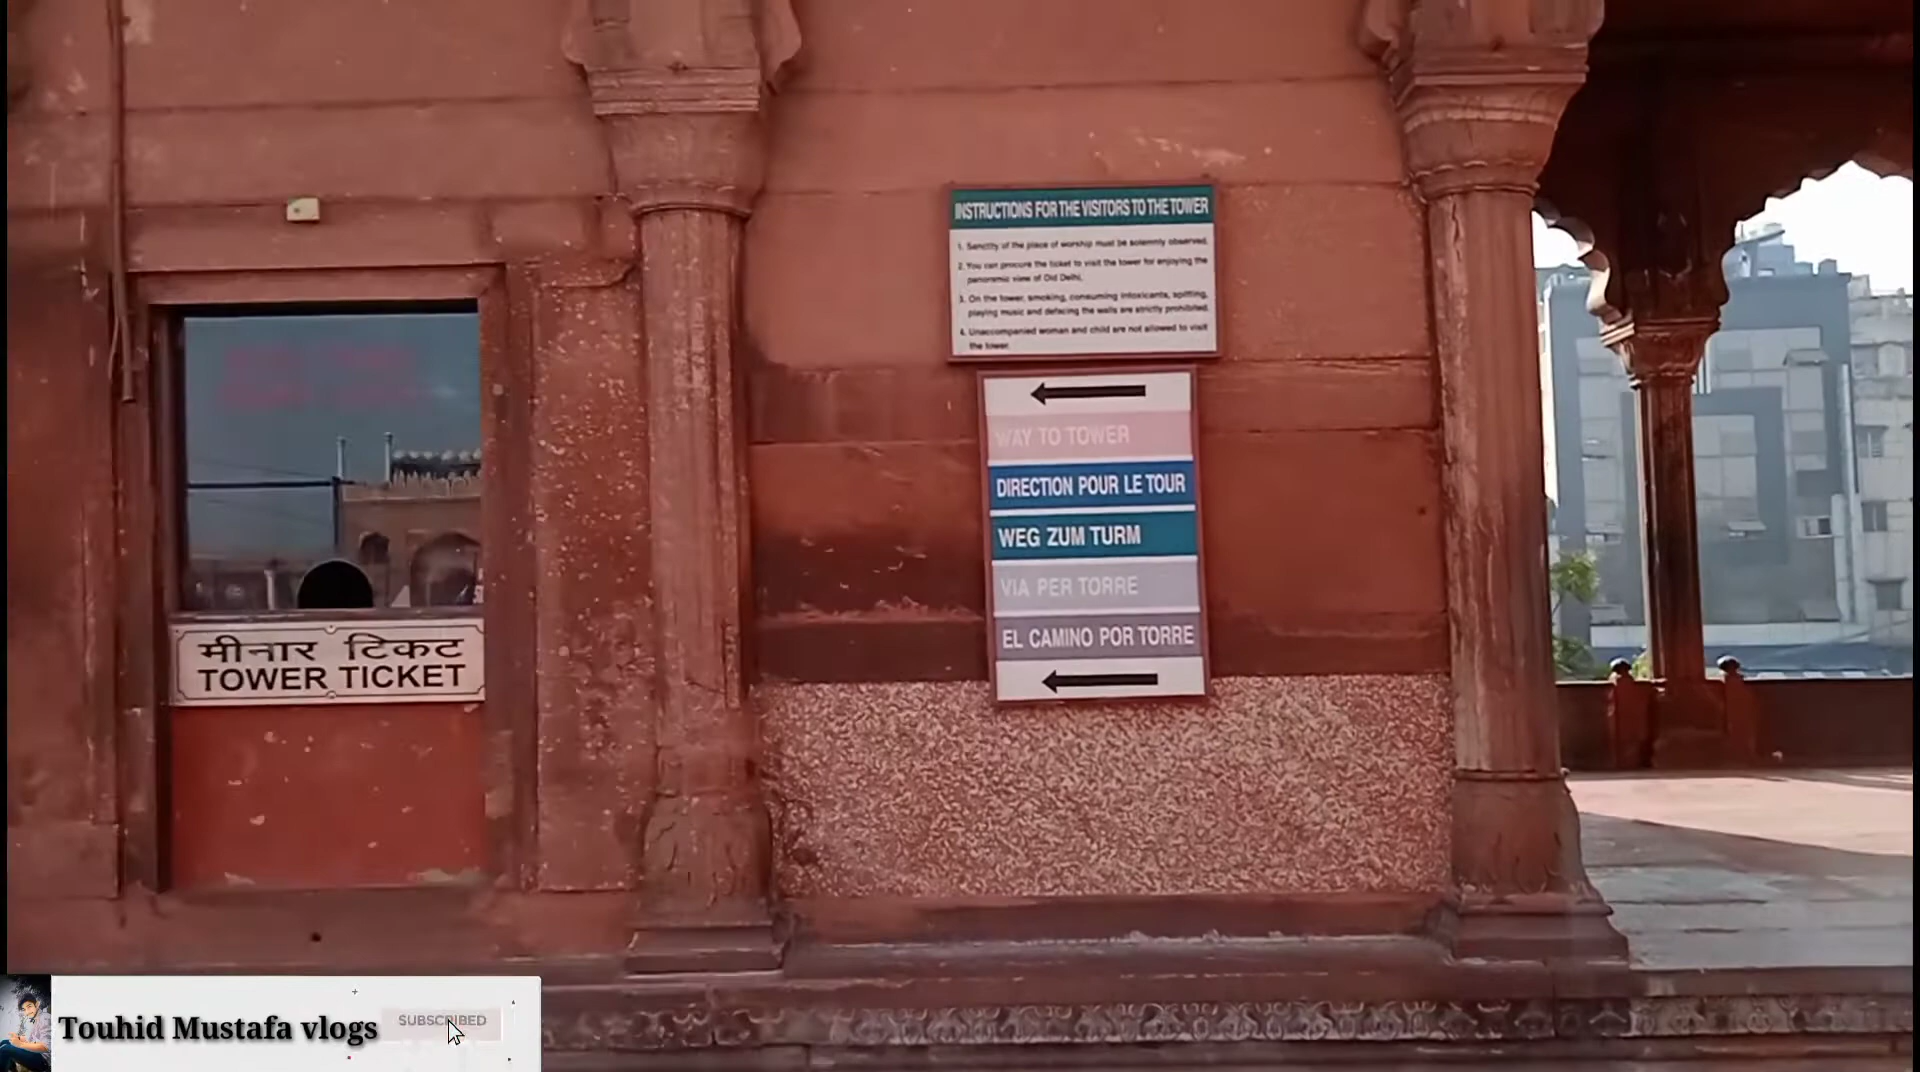 INSTRUCTIONS FOR THE VISITORS TO THE TOWER
1. Sanctity of the place of worship must be solemnly observed.
2. You can procure the ticket to visit the tower for enjoying the
panoramic view of Old Delhi.
3. On the tower, smoking, consuming intoxicants, spitting,
playing music and defacing the walls are strictly prohibited.
4. Unaccompanied woman and child are not allowed to visit
the tower.
WAY TO TOWER
DIRECTION POUR LE TOUR
WEG ZUM TURM
VIA PER TORRE
EL CAMINO POR TORRE
मीनार टिकट
TOWER TICKET
Touhid Mustafa vlogs
SUBSCRIBED